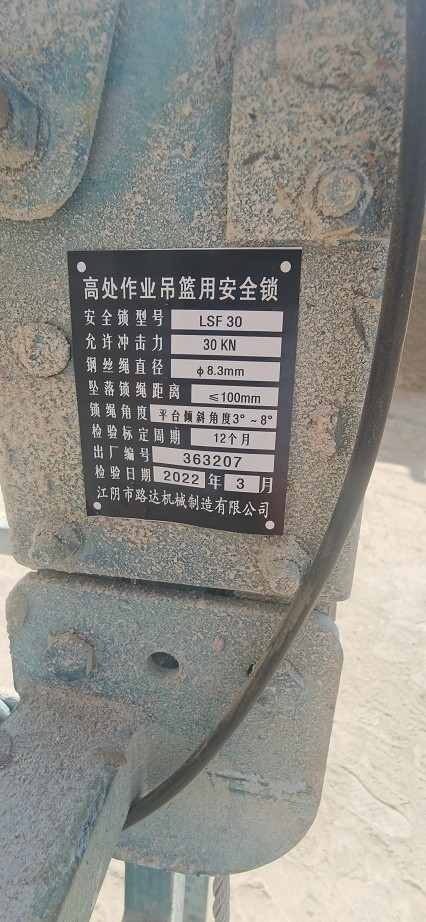 高处作业吊篮用安全锁
安全锁型号 LSF 30
允许冲击力 30 KN
钢丝绳直径 ф8.3mm
坠落锁绳距离 ≤100mm
锁绳角度 平台倾斜角度3°~8°
检验标定周期 12个月
出厂编号 363207
检验日期 2022 年 3 月
江阴市路达机械制造有限公司